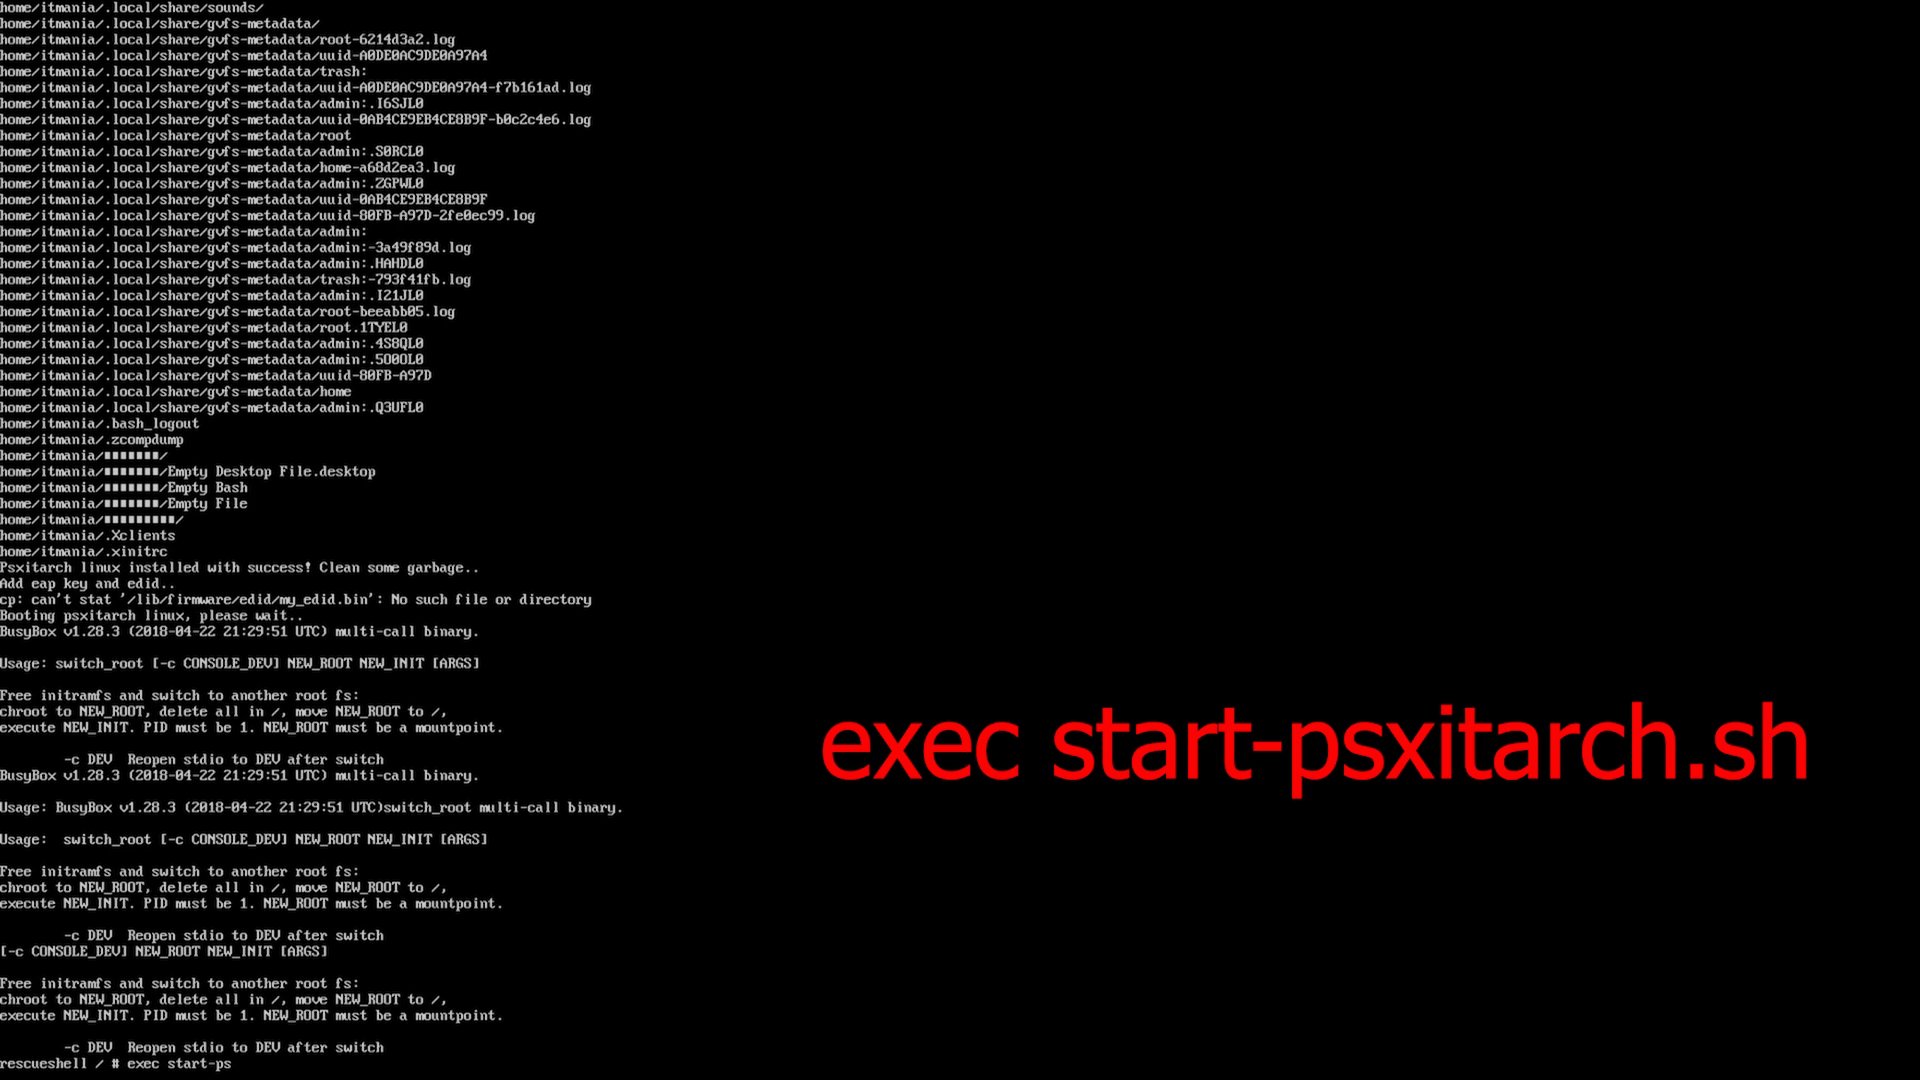 home/itmania/.local/share/sounds/
home/itmania/.local/share/gvfs-metadata/
home/itmania/.local/share/gvfs-metadata/root-6214d3a2.log
home/itmania/.local/share/gvfs-metadata/uuid-A0DE0AC9DE0A97A4
home/itmania/.local/share/gvfs-metadata/trash:
home/itmania/.local/share/gvfs-metadata/uuid-A0DE0AC9DE0A97A4-f7b161ad.log
home/itmania/.local/share/gvfs-metadata/admin:.I6SJL0
home/itmania/.local/share/gvfs-metadata/uuid-0AB4CE9EB4CE8B9F-b0c2c4e6.log
home/itmania/.local/share/gvfs-metadata/root
home/itmania/.local/share/gvfs-metadata/admin:.S0RCL0
home/itmania/.local/share/gvfs-metadata/home-a68d2ea3.log
home/itmania/.local/share/gvfs-metadata/admin:.ZGPWL0
home/itmania/.local/share/gvfs-metadata/uuid-0AB4CE9EB4CE8B9F
home/itmania/.local/share/gvfs-metadata/uuid-80FB-A97D-2fe0ec99.log
home/itmania/.local/share/gvfs-metadata/admin:
home/itmania/.local/share/gvfs-metadata/admin:-3a49f89d.log
home/itmania/.local/share/gvfs-metadata/admin:.HAHDL0
home/itmania/.local/share/gvfs-metadata/trash:-793f41fb.log
home/itmania/.local/share/gvfs-metadata/admin:.I21JL0
home/itmania/.local/share/gvfs-metadata/root-beeabb05.log
home/itmania/.local/share/gvfs-metadata/root.1TYEL0
home/itmania/.local/share/gvfs-metadata/admin:.4S8QL0
home/itmania/.local/share/gvfs-metadata/admin:.5O0OL0
home/itmania/.local/share/gvfs-metadata/uuid-80FB-A97D
home/itmania/.local/share/gvfs-metadata/home
home/itmania/.local/share/gvfs-metadata/admin:.Q3UFL0
home/itmania/.bash_logout
home/itmania/.zcompdump
home/itmania/■■■■■■■/
home/itmania/■■■■■■■/Empty Desktop File.desktop
home/itmania/■■■■■■■/Empty Bash
home/itmania/■■■■■■■/Empty File
home/itmania/■■■■■■■■■/
home/itmania/.Xclients
home/itmania/.xinitrc
Psxitarch linux installed with success! Clean some garbage..
Add eap key and edid..
cp: can't stat '/lib/firmware/edid/my_edid.bin': No such file or directory
Booting psxitarch linux, please wait..
BusyBox v1.28.3 (2018-04-22 21:29:51 UTC) multi-call binary.
Usage: switch_root [-c CONSOLE_DEV] NEW_ROOT NEW_INIT [ARGS]
Free initramfs and switch to another root fs:
chroot to NEW_ROOT, delete all in /, move NEW_ROOT to /,
execute NEW_INIT. PID must be 1. NEW_ROOT must be a mountpoint.
-c DEV  Reopen stdio to DEV after switch
BusyBox v1.28.3 (2018-04-22 21:29:51 UTC) multi-call binary.
Usage: BusyBox v1.28.3 (2018-04-22 21:29:51 UTC)switch_root multi-call binary.
Usage:  switch_root [-c CONSOLE_DEV] NEW_ROOT NEW_INIT [ARGS]
Free initramfs and switch to another root fs:
chroot to NEW_ROOT, delete all in /, move NEW_ROOT to /,
execute NEW_INIT. PID must be 1. NEW_ROOT must be a mountpoint.
-c DEV  Reopen stdio to DEV after switch
[-c CONSOLE_DEV] NEW_ROOT NEW_INIT [ARGS]
Free initramfs and switch to another root fs:
chroot to NEW_ROOT, delete all in /, move NEW_ROOT to /,
execute NEW_INIT. PID must be 1. NEW_ROOT must be a mountpoint.
-c DEV  Reopen stdio to DEV after switch
rescueshell / # exec start-ps
exec start-psxitarch.sh